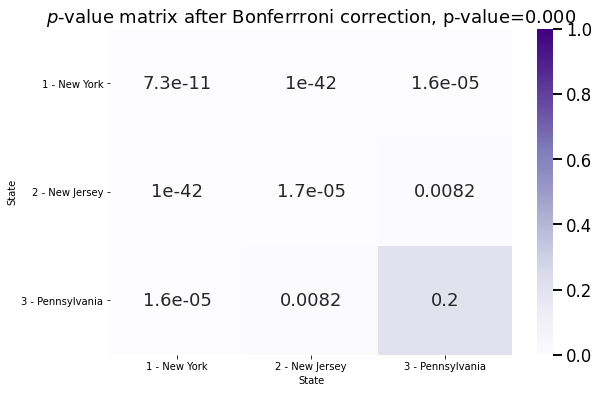 p-value matrix after Bonferrroni correction, p-value=0.000
1 - New York 7.3e-11 1e-42 1.6e-05
2 - New Jersey 1e-42 1.7e-05 0.0082
3 - Pennsylvania 1.6e-05 0.0082 0.2
1 - New York 2 - New Jersey 3 - Pennsylvania
State
State
1.0
0.8
0.6
0.4
0.2
0.0